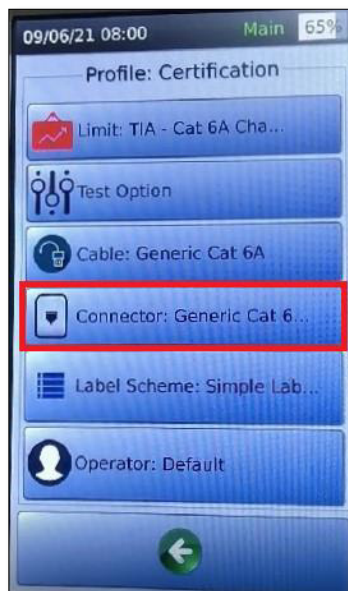 09/06/21 08:00 Main 65%
Profile: Certification
Limit: TIA - Cat 6A Cha...
Test Option
Cable: Generic Cat 6A
Connector: Generic Cat 6...
Label Scheme: Simple Lab...
Operator: Default